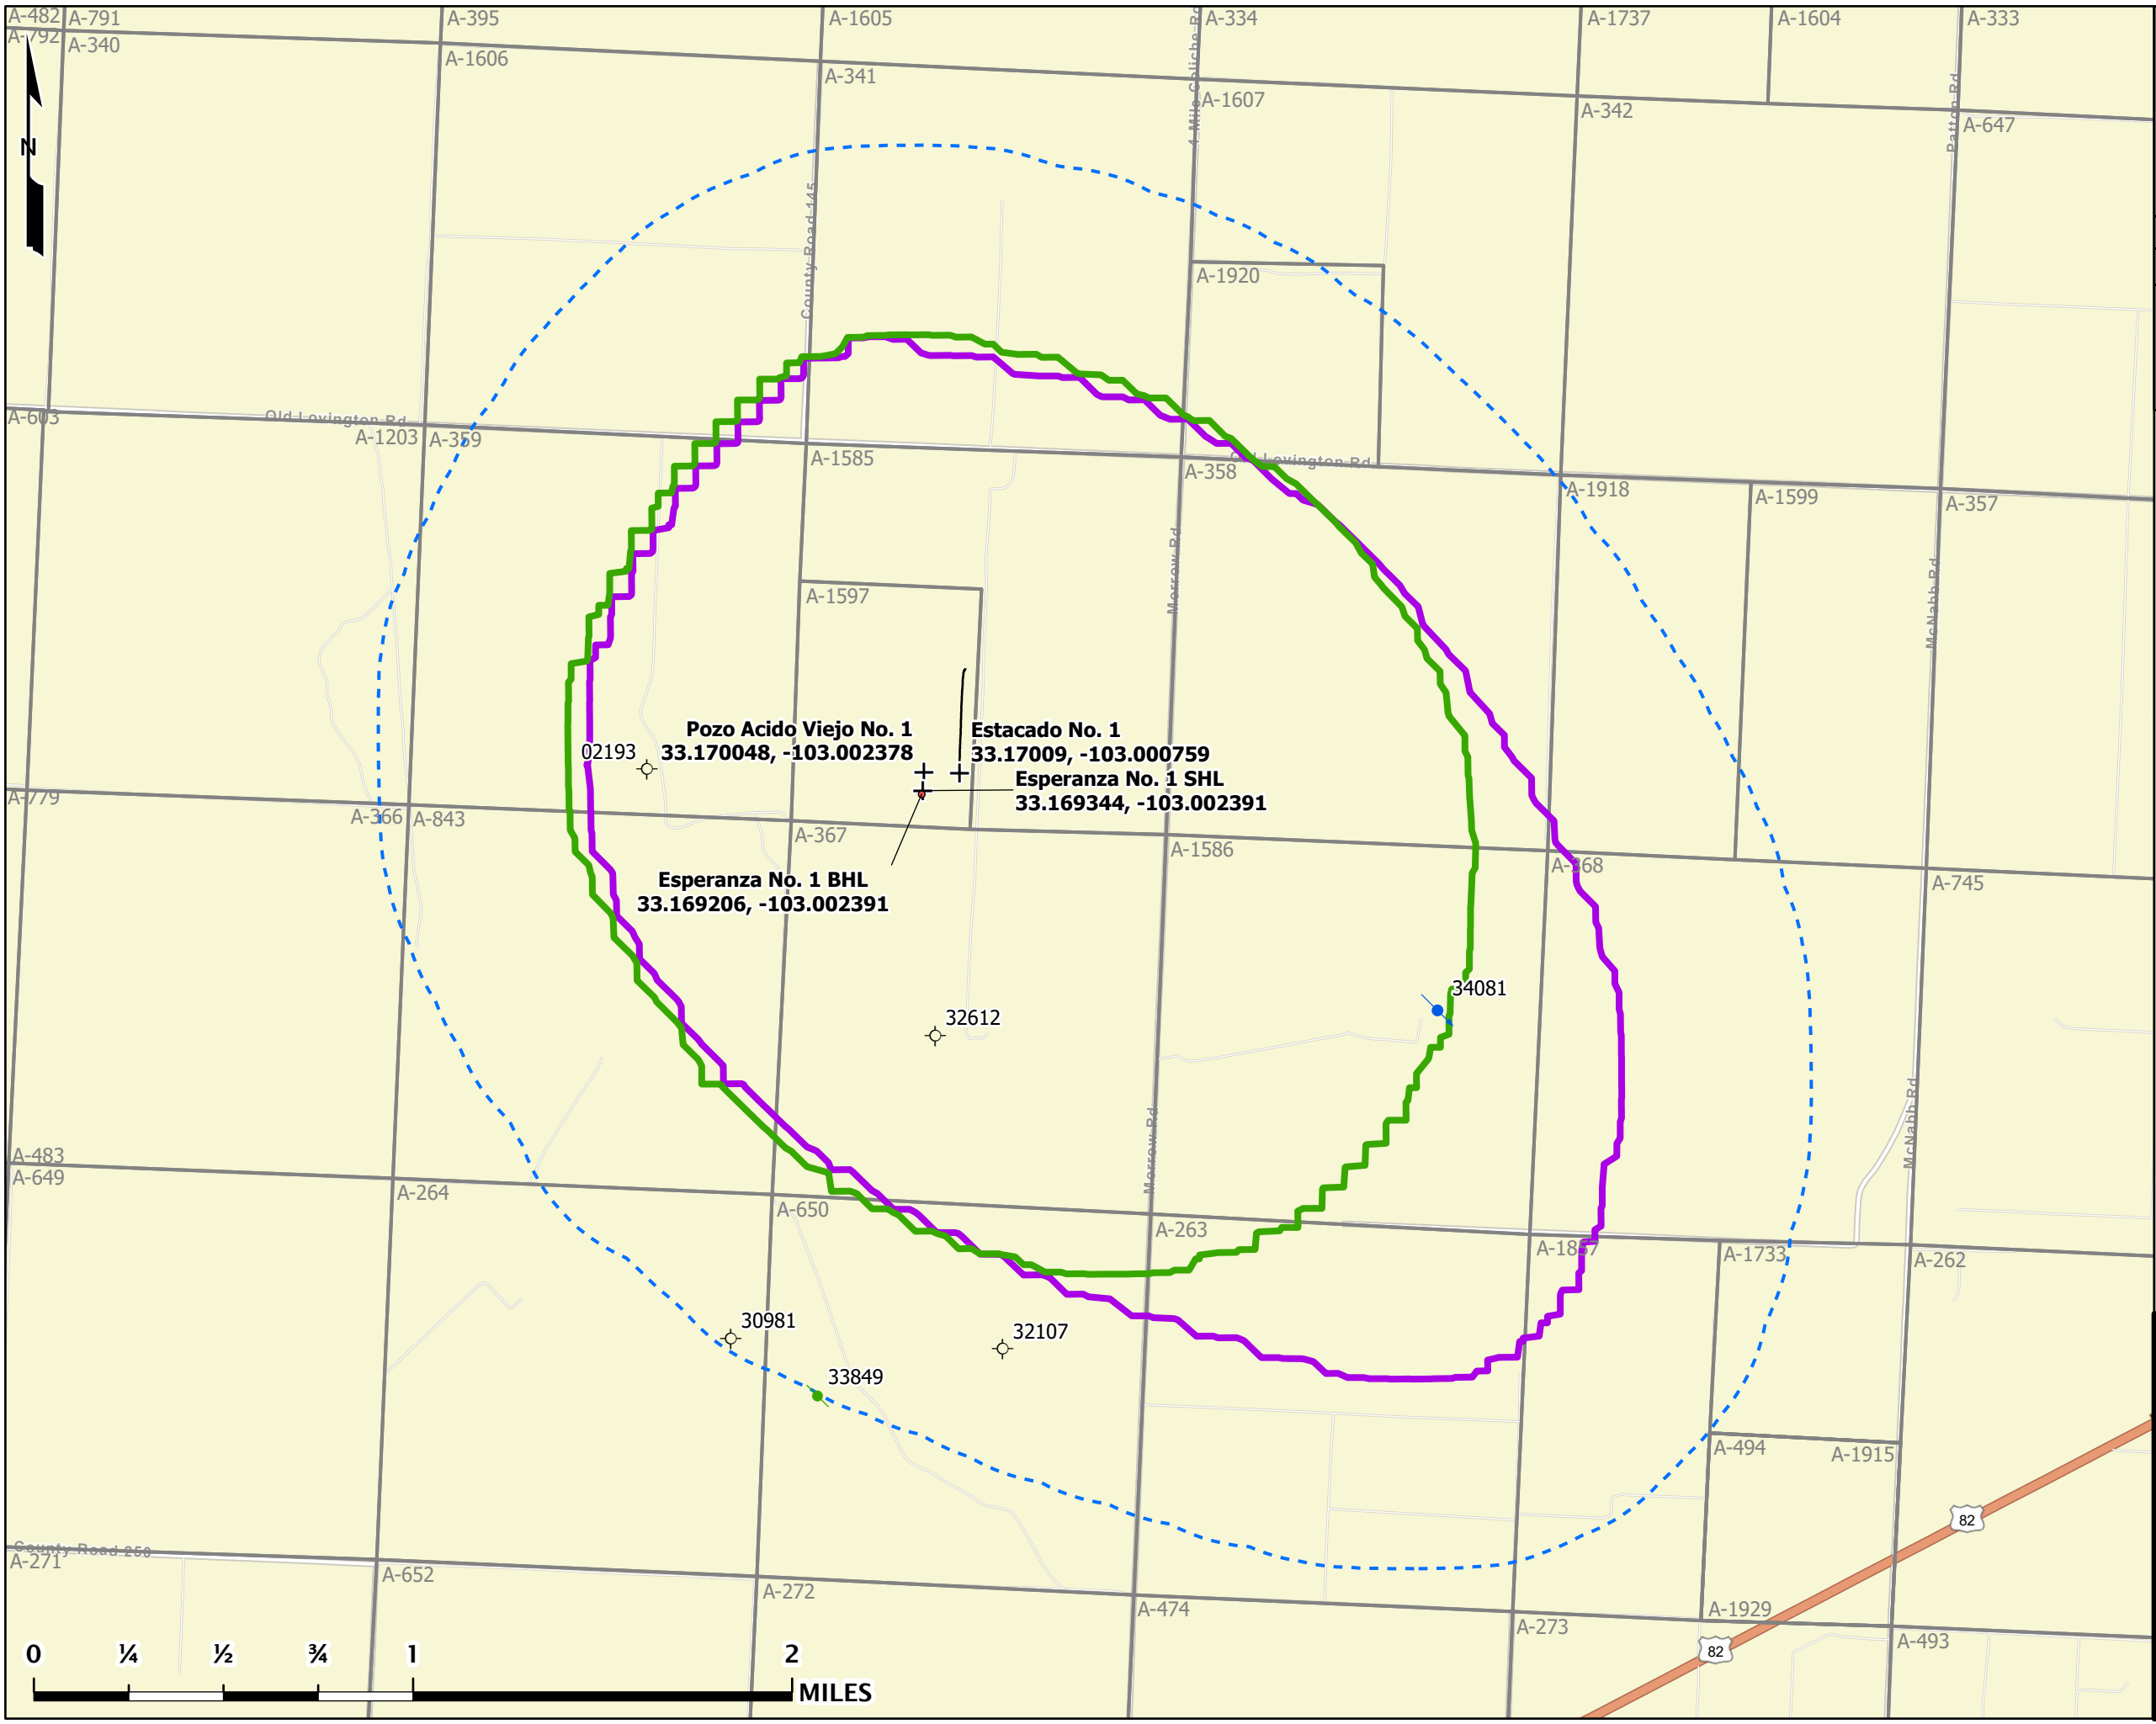 A-482
A-791
A-395
A-1605
A-334
A-1737
A-1604
A-333
A-792
A-340
A-1606
A-341
A-1607
A-342
A-647
N
4 Mile Caliche Rd
Patton Rd
County Road 145
A-1920
A-603
Old Lovington Rd
A-1203
A-359
A-1585
A-358
Old Lovington Rd
A-1918
A-1599
A-357
Morrow Rd
McNabb Rd
A-1597
Pozo Acido Viejo No. 1
33.170048, -103.002378
Estacado No. 1
33.17009, -103.000759
02193
Esperanza No. 1 SHL
33.169344, -103.002391
A-779
A-366
A-843
A-367
A-1586
A-368
A-745
Esperanza No. 1 BHL
33.169206, -103.002391
34081
32612
Morrow Rd
McNabb Rd
A-483
A-649
A-264
A-650
A-263
A-1857
A-1733
A-262
30981
32107
33849
A-494
A-1915
82
County Road 250
A-271
A-652
A-272
A-474
A-273
A-1929
A-493
82
0 ¼ ½ ¾ 1 2
MILES